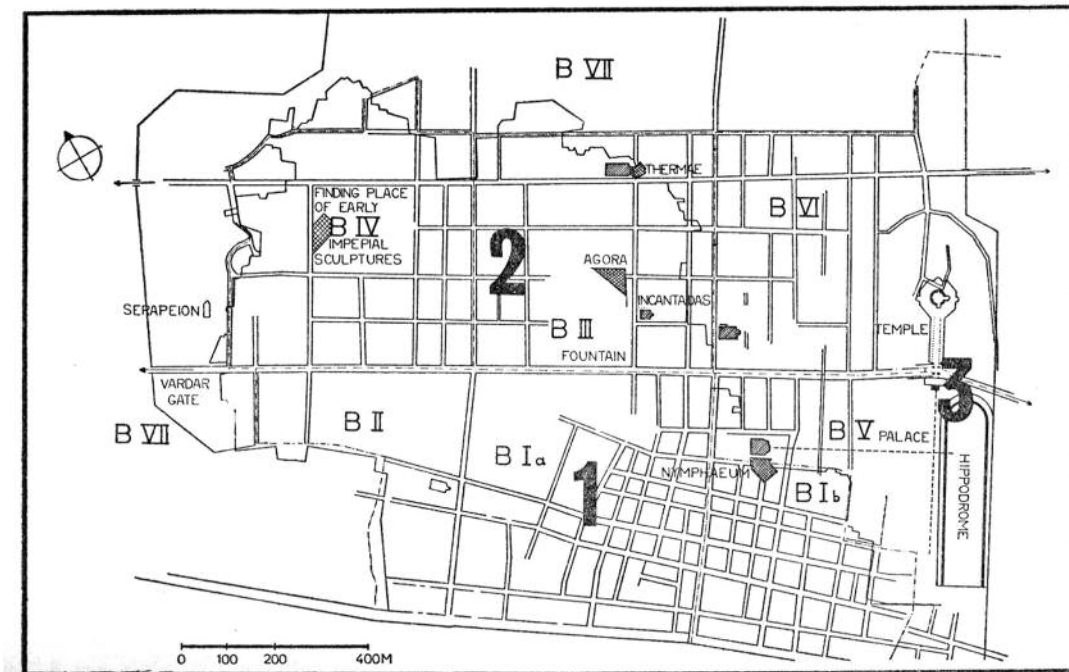 B VII
THERMAE
FINDING PLACE
OF EARLY
B IV
IMPEPIAL
SCULPTURES
B VI
2
AGORA
SERAPEION
INCANTADAS
B III
TEMPLE
FOUNTAIN
VARDAR
GATE
3
B VII
B II
B V PALACE
B Ia
1
NYMPHAEUM
B Ib
HIPPODROME
0 100 200 400M